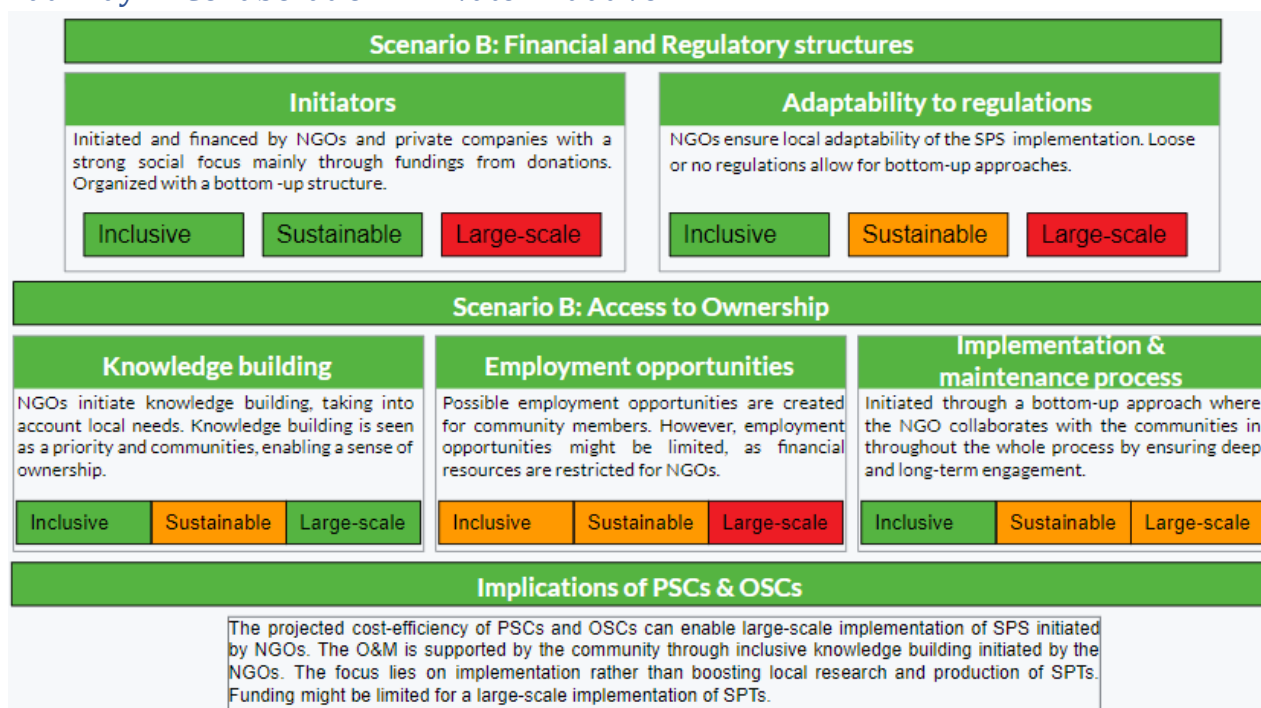 Scenario B: Financial and Regulatory structures
Initiators
Initiated and financed by NGOs and private companies with a
strong social focus mainly through fundings from donations.
Organized with a bottom -up structure.
Inclusive
Sustainable
Large-scale
Adaptability to regulations
NGOs ensure local adaptability of the SPS implementation. Loose
or no regulations allow for bottom-up approaches.
Inclusive
Sustainable
Large-scale
Scenario B: Access to Ownership
Knowledge building
NGOs initiate knowledge building, taking into
account local needs. Knowledge building is seen
as a priority and communities, enabling a sense of
ownership.
Inclusive
Sustainable
Large-scale
Employment opportunities
Possible employment opportunities are created
for community members. However, employment
opportunities might be limited, as financial
resources are restricted for NGOs.
Inclusive
Sustainable
Large-scale
Implementation &
maintenance process
Initiated through a bottom-up approach where
the NGO collaborates with the communities in
throughout the whole process by ensuring deep
and long-term engagement.
Inclusive
Sustainable
Large-scale
Implications of PSCs & OSCs
The projected cost-efficiency of PSCs and OSCs can enable large-scale implementation of SPS initiated
by NGOs. The O&M is supported by the community through inclusive knowledge building initiated by the
NGOs. The focus lies on implementation rather than boosting local research and production of SPTs.
Funding might be limited for a large-scale implementation of SPTs.